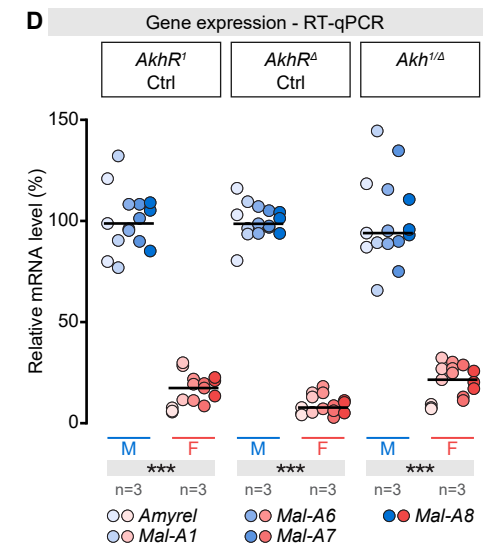 D Gene expression - RT-qPCR
AkhR¹ Ctrl
AkhRᐞ Ctrl
Akh¹/ᐞ
Relative mRNA level (%)
150
100
50
0
M F M F M F
*** *** ***
n=3 n=3 n=3 n=3 n=3 n=3
Amyrel Mal-A6 Mal-A8
Mal-A1 Mal-A7